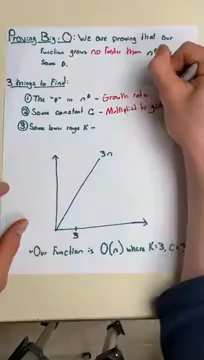 Proving Big-O: We are proving that our
function grows no faster than n
Some D.
3 things to Find:
① The "D" in n^D - Growth rate
② Some constant C - Multiplied to
③ Some lower range K -
3n
3
Our Function is O(n) where K=3, C=3